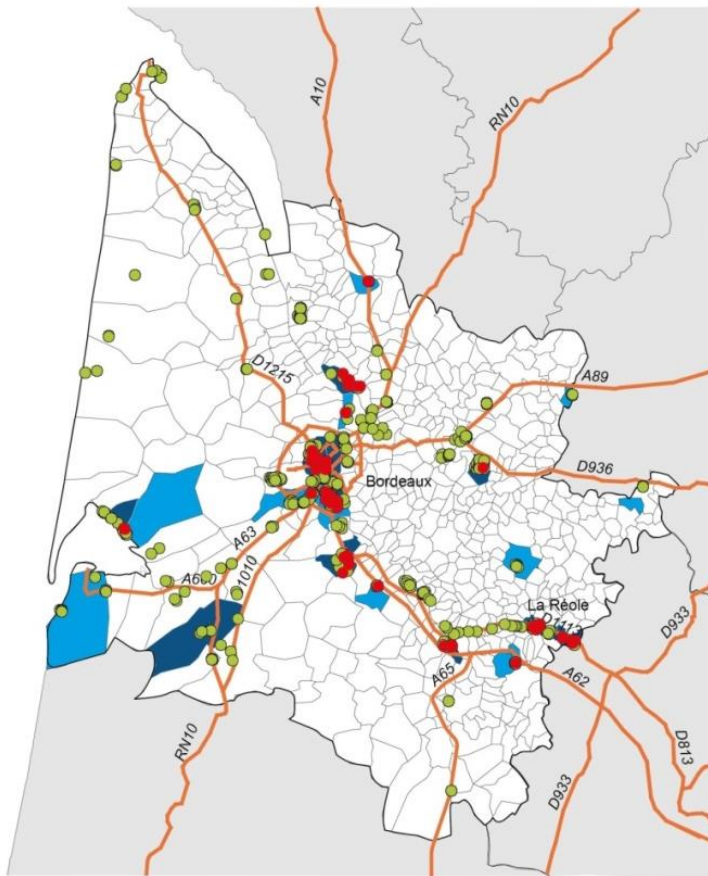 A10
RN10
D1215
A89
Bordeaux
D936
A63
A660
1010
La Réole
D1113
D933
A65
A62
RN10
D933
D813